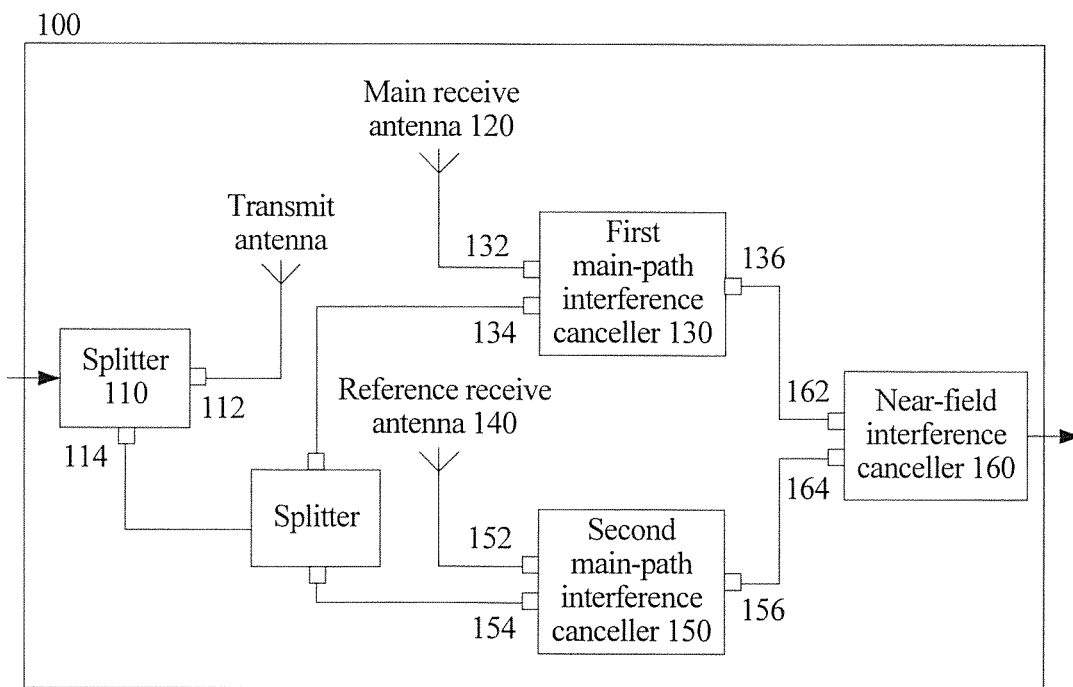 100
Main receive
antenna 120
Transmit
antenna
132
First
main-path
interference
canceller 130
136
134
Splitter
110
112
114
Reference receive
antenna 140
162
Near-field
interference
canceller 160
164
Splitter
152
Second
main-path
interference
canceller 150
154
156